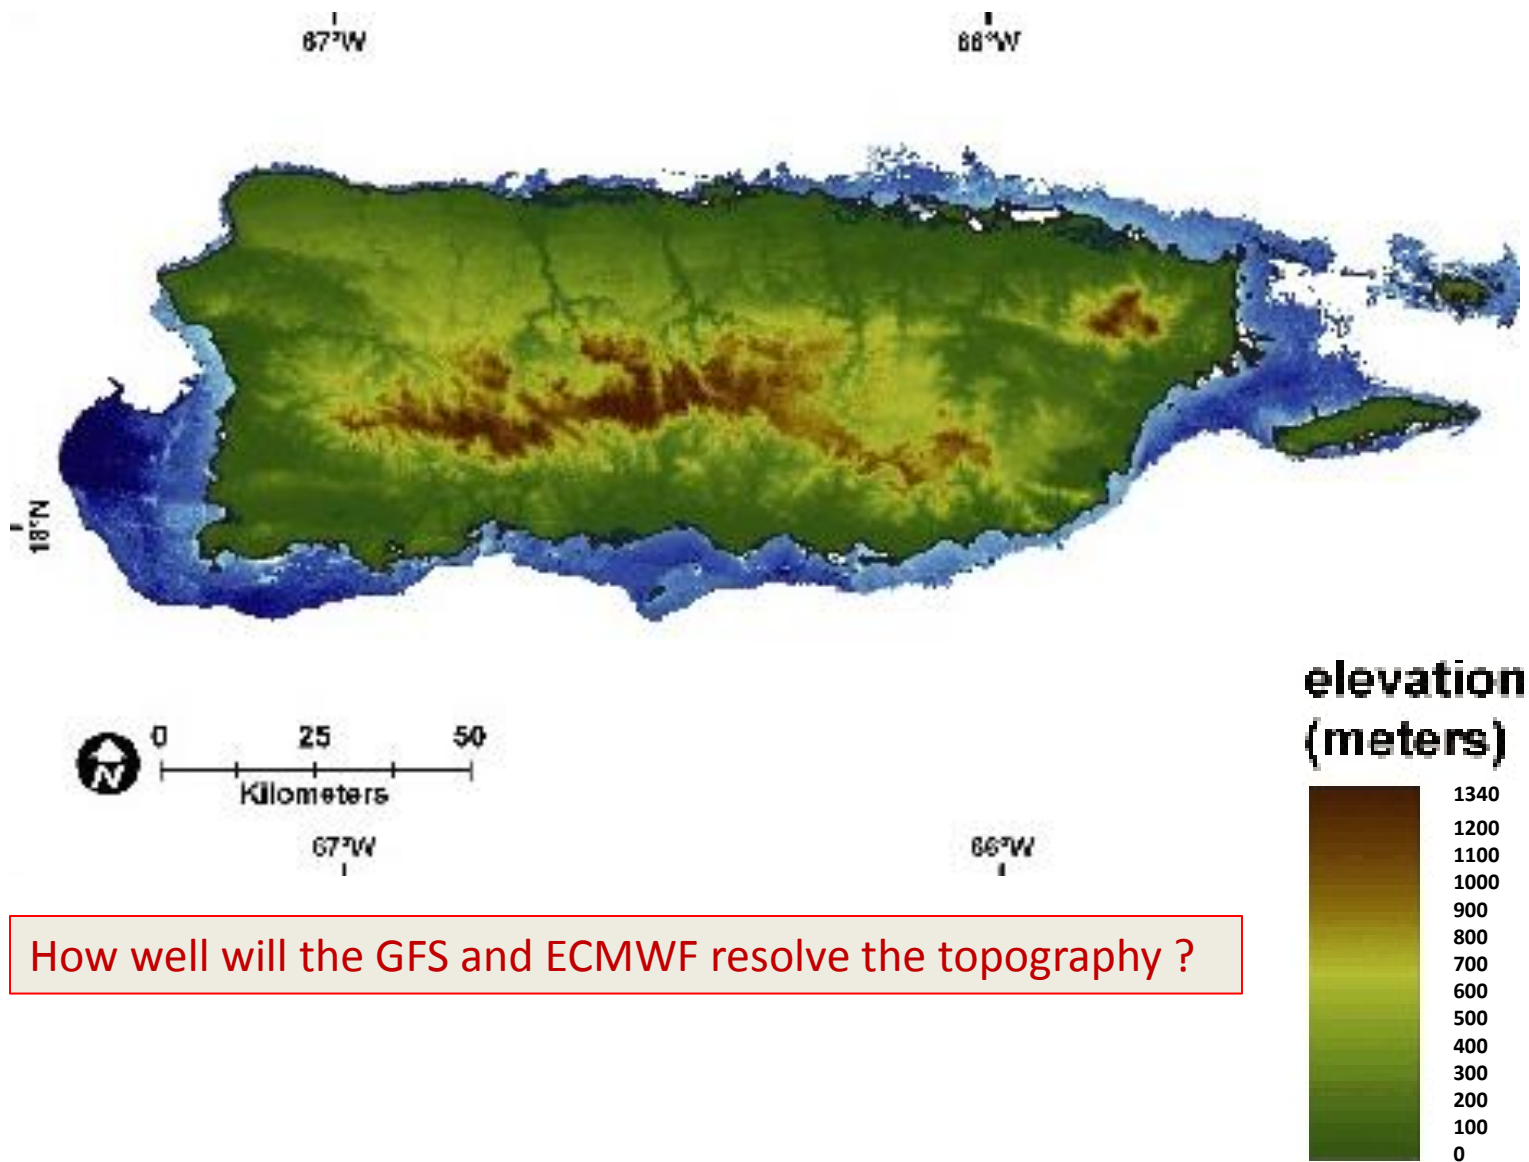 67°W
66°W
18°N
0 25 50
Kilometers
N
67°W
66°W
elevation
(meters)
1340
1200
1100
1000
900
800
700
600
500
400
300
200
100
0
How well will the GFS and ECMWF resolve the topography ?